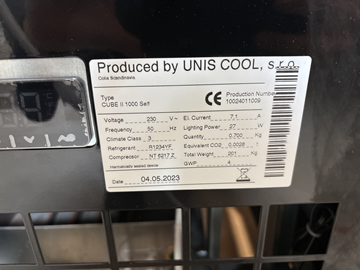 Produced by UNIS COOL, s.r.o.
Cola Scandinavia
Type
CUBE II 1000 Self
CE
Production Number
10024011009
Voltage 230 V~
El. Current 7.1 A
Frequency 50 Hz
Lighting Power 27 W
Climate Class 3
Quantity 0.700 Kg
Refrigerant R1234YF
Equivalent CO2 0.0028 t
Compressor NT 6217 Z
Total Weight 201 Kg
Hermetically sealed device
GWP 4
Date 04.05.2023